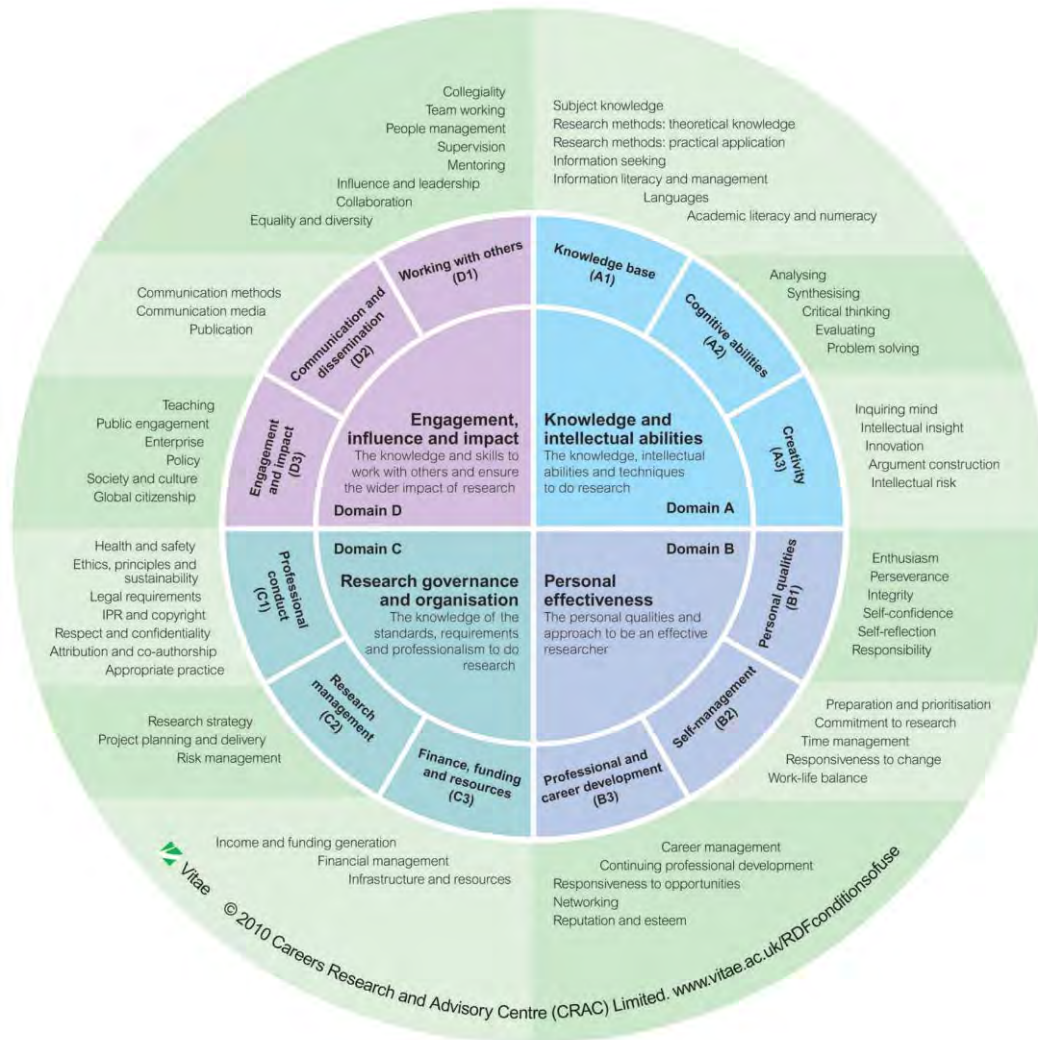 Collegiality
Team working
People management
Supervision
Mentoring
Influence and leadership
Collaboration
Equality and diversity
Subject knowledge
Research methods: theoretical knowledge
Research methods: practical application
Information seeking
Information literacy and management
Languages
Academic literacy and numeracy
Working with others
(D1)
Knowledge base
(A1)
Communication methods
Communication media
Publication
Communication and
dissemination
(D2)
Cognitive abilities
(A2)
Analysing
Synthesising
Critical thinking
Evaluating
Problem solving
Teaching
Public engagement
Enterprise
Policy
Society and culture
Global citizenship
Engagement
and impact
(D3)
Engagement,
influence and impact
The knowledge and skills to
work with others and ensure
the wider impact of research
Domain D
Knowledge and
intellectual abilities
The knowledge, intellectual
abilities and techniques
to do research
Domain A
Creativity
(A3)
Inquiring mind
Intellectual insight
Innovation
Argument construction
Intellectual risk
Health and safety
Ethics, principles and
sustainability
Legal requirements
IPR and copyright
Respect and confidentiality
Attribution and co-authorship
Appropriate practice
Professional
conduct
(C1)
Domain C
Research governance
and organisation
The knowledge of the
standards, requirements
and professionalism to do
research
Domain B
Personal
effectiveness
The personal qualities and
approach to be an effective
researcher
Personal qualities
(B1)
Enthusiasm
Perseverance
Integrity
Self-confidence
Self-reflection
Responsibility
Research strategy
Project planning and delivery
Risk management
Research
management
(C2)
Finance, funding
and resources
(C3)
Professional and
career development
(B3)
Self-management
(B2)
Preparation and prioritisation
Commitment to research
Time management
Responsiveness to change
Work-life balance
Income and funding generation
Financial management
Infrastructure and resources
Career management
Continuing professional development
Responsiveness to opportunities
Networking
Reputation and esteem
Vitae
© 2010 Careers Research and Advisory Centre (CRAC) Limited. www.vitae.ac.uk/RDFconditionsofuse